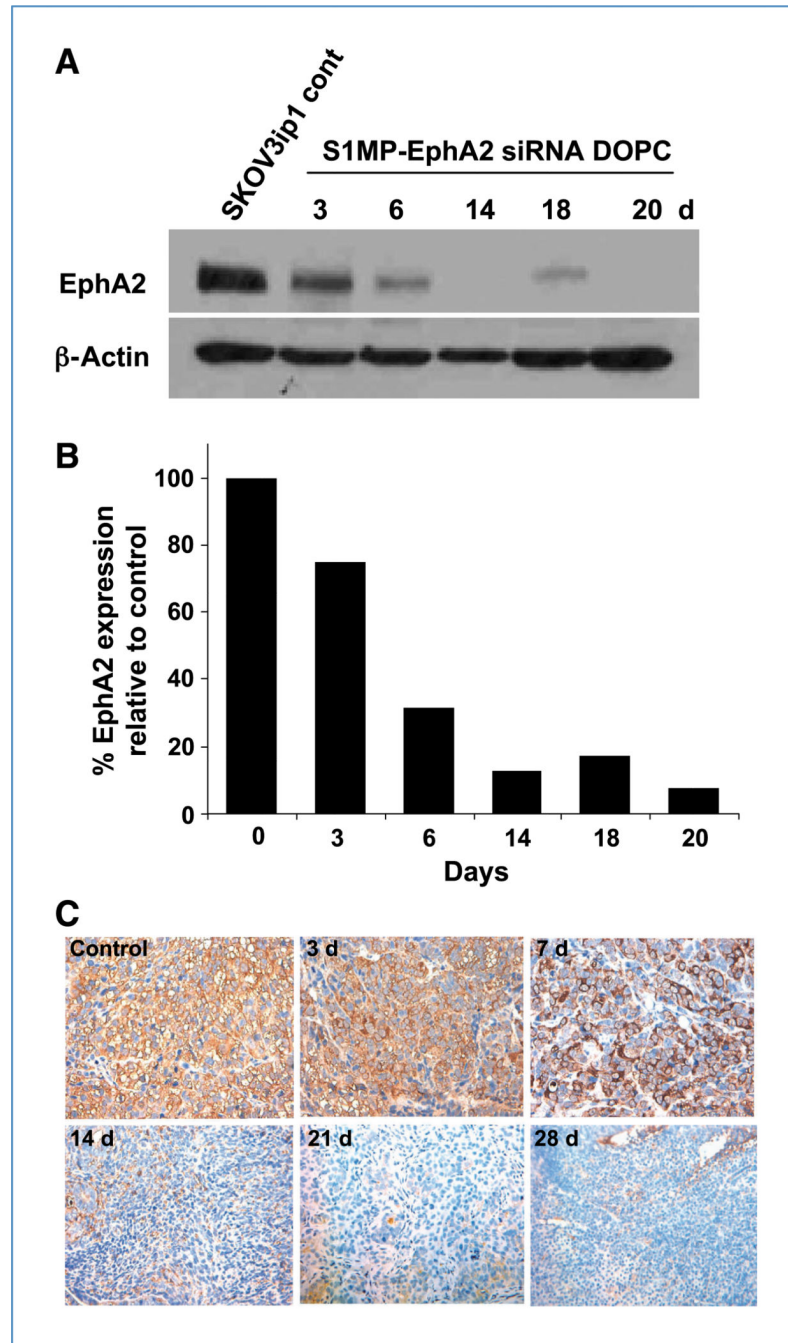 A
SKOV3ip1 cont
S1MP-EphA2 siRNA DOPC
3 6 14 18 20 d
EphA2
β-Actin
B
% EphA2 expression
relative to control
100
80
60
40
20
0
0 3 6 14 18 20
Days
C
Control 3 d 7 d
14 d 21 d 28 d